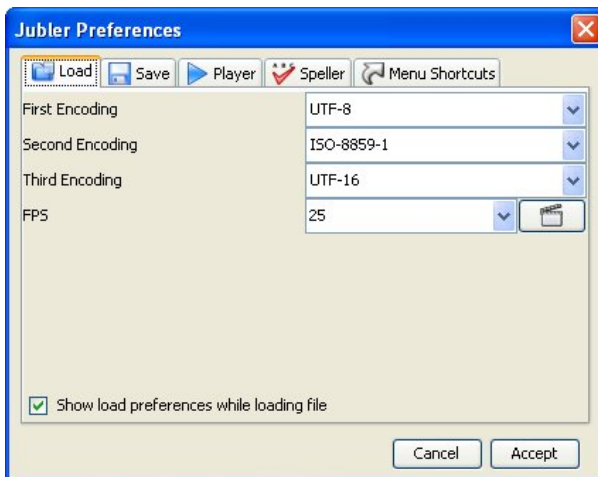 Jubler Preferences
Load Save Player Speller Menu Shortcuts
First Encoding UTF-8
Second Encoding ISO-8859-1
Third Encoding UTF-16
FPS 25
Show load preferences while loading file
Cancel Accept